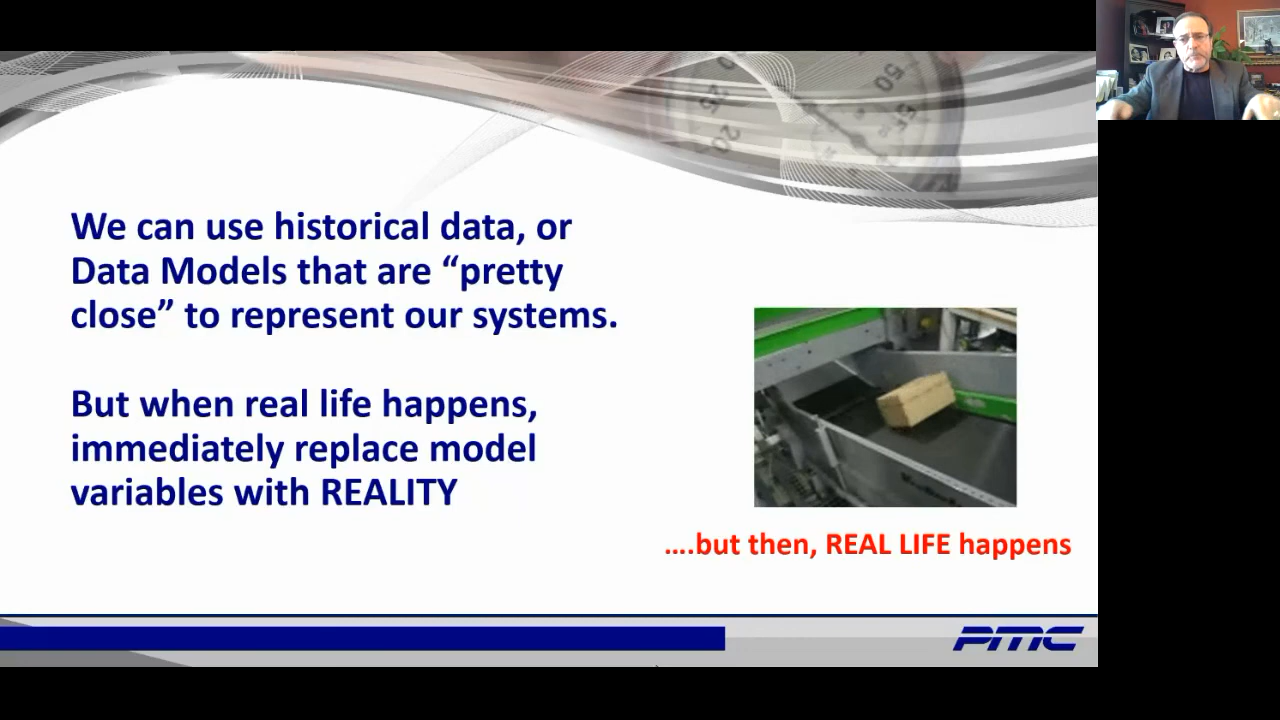 We can use historical data, or
Data Models that are “pretty
close” to represent our systems.
But when real life happens,
immediately replace model
variables with REALITY
....but then, REAL LIFE happens
PMC